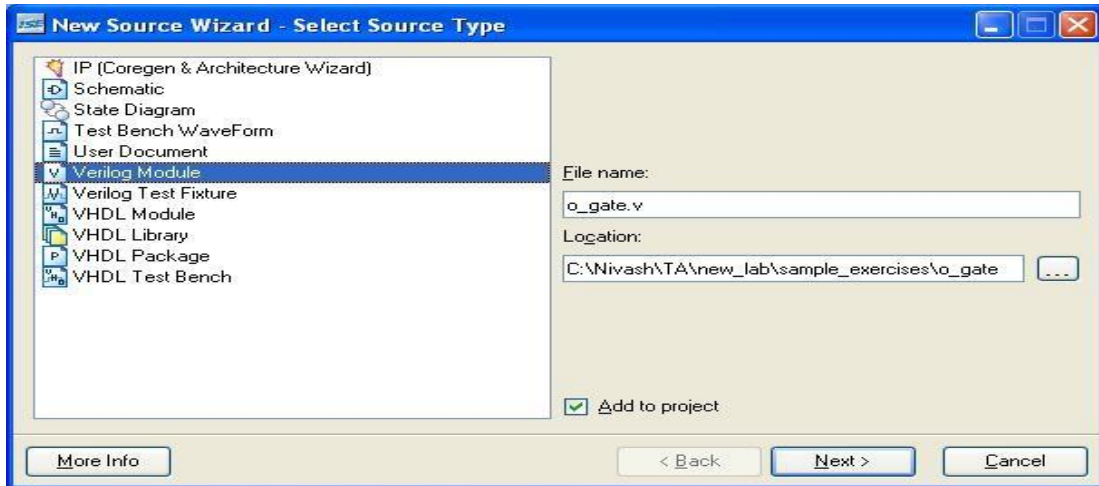 ISE New Source Wizard - Select Source Type
IP (Coregen & Architecture Wizard)
Schematic
State Diagram
Test Bench WaveForm
User Document
Verilog Module
Verilog Test Fixture
VHDL Module
VHDL Library
VHDL Package
VHDL Test Bench
File name:
o_gate.v
Location:
C:\Nivash\TA\new_lab\sample_exercises\o_gate
...
Add to project
More Info
< Back
Next >
Cancel